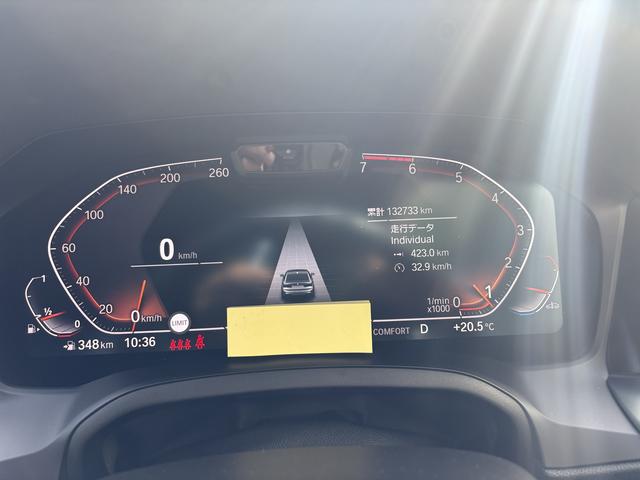 260
200
140
100
60
40
20
0 km/h
0 km/h
7
6
5
4
3
2
1
0
1/min
x1000
累計 132733 km
走行データ
Individual
423.0 km
32.9 km/h
1
½
0
LIMIT
348 km
10:36
COMFORT D
+20.5 °C